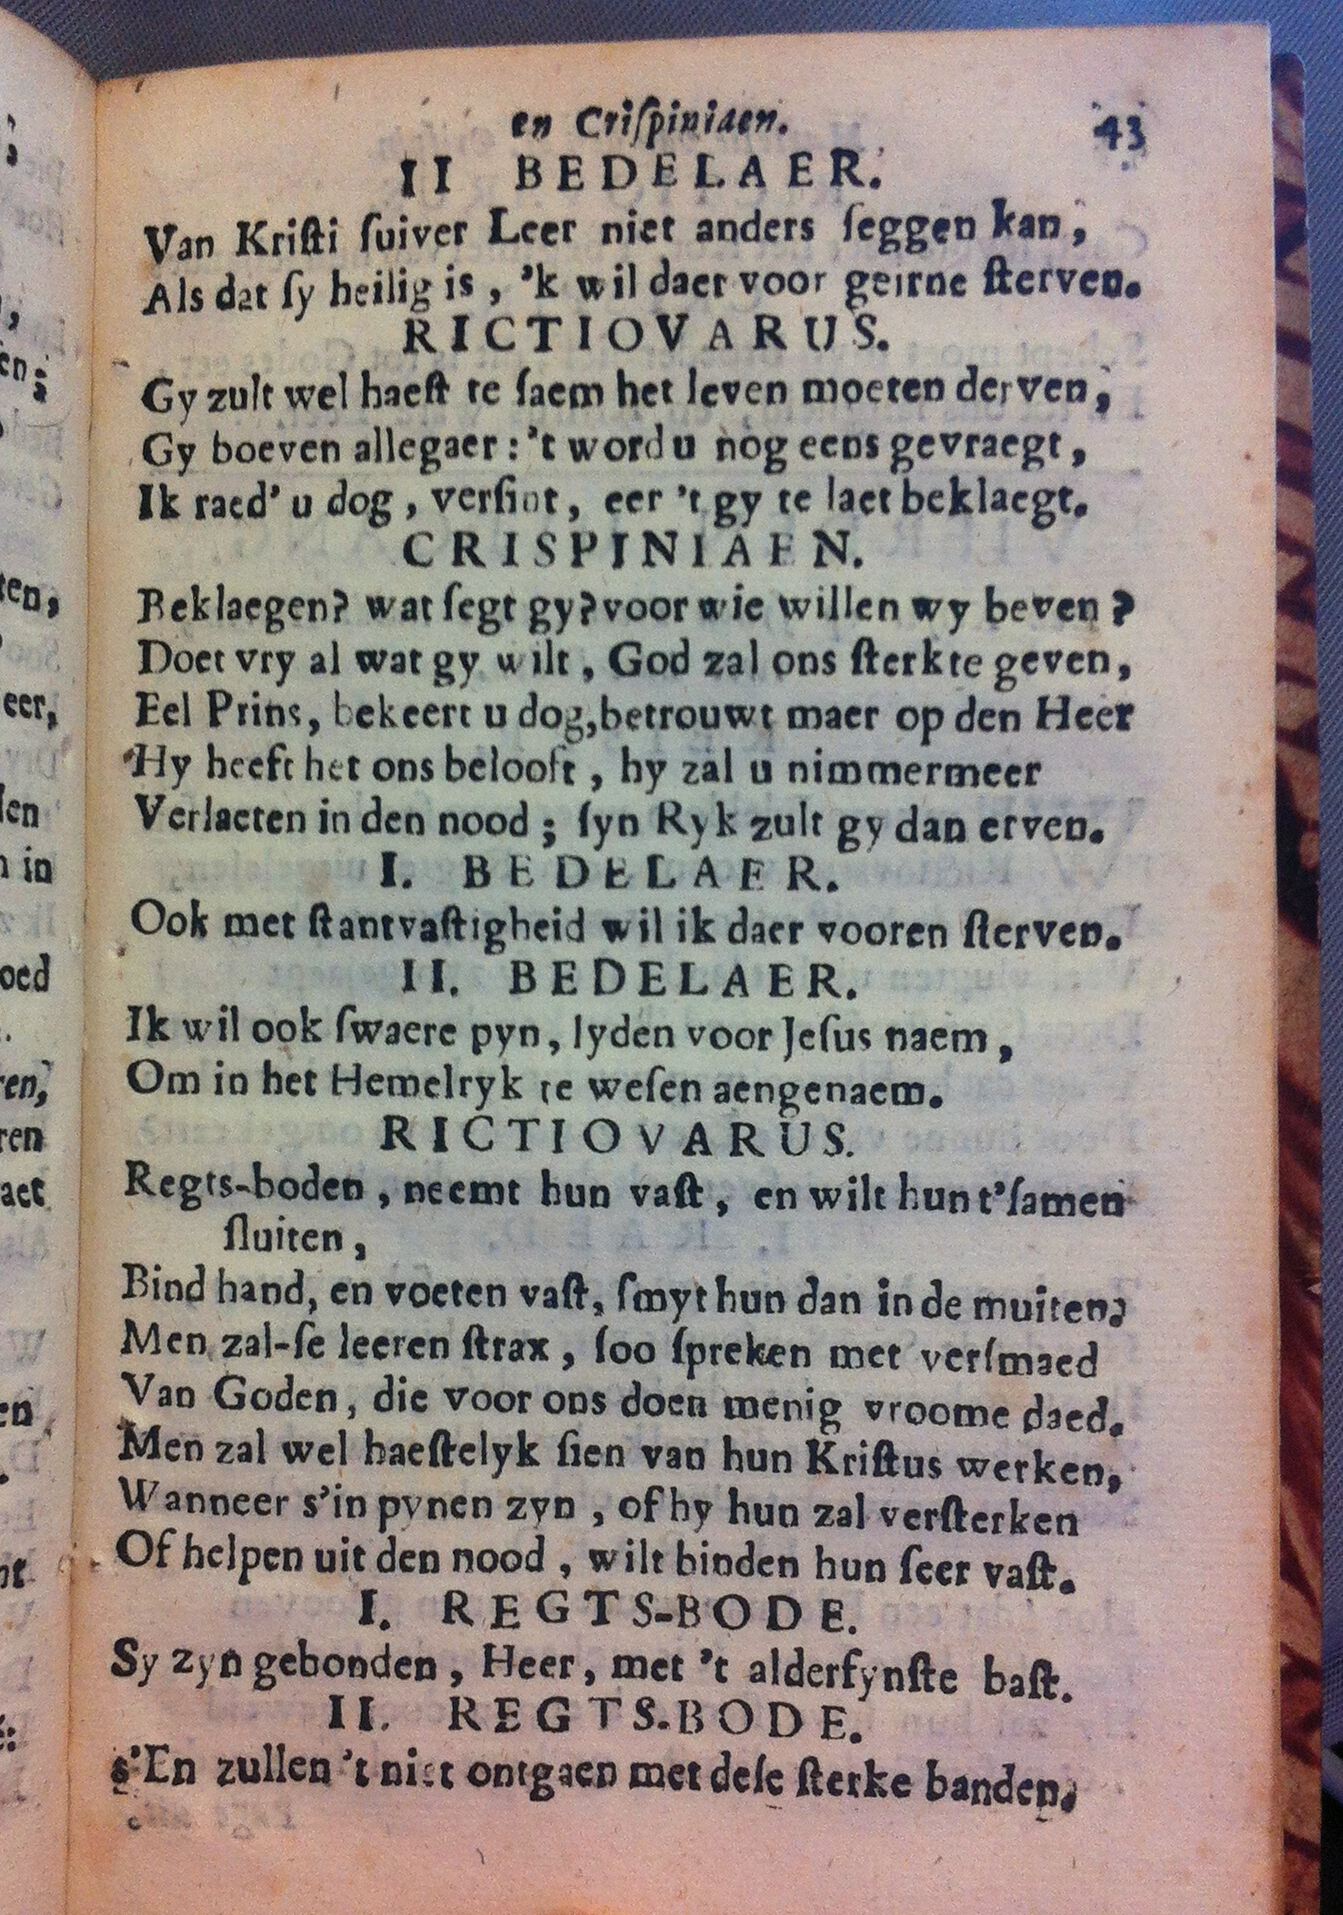 en Criſpiniaen. 43
II BEDELAER.
Van Kriſti ſuiver Leer niet anders ſeggen kan,
Als dat ſy heilig is, 'k wil daer voor geirne ſterven.
RICTIOVARUS.
Gy zult wel haeſt te ſaem het leven moeten derven,
Gy boeven allegaer: 't word u nog eens gevraegt,
Ik raed' u dog, verſint, eer 't gy te laet beklaegt.
CRISPINIAEN.
Beklaegen? wat ſegt gy? voor wie willen wy beven?
Doet vry al wat gy wilt, God zal ons ſterkte geven,
Eel Prins, bekeert u dog, betrouwt maer op den Heer
Hy heeft het ons belooft, hy zal u nimmermeer
Verlaeten in den nood; ſyn Ryk zult gy dan erven.
I. BEDELAER.
Ook met ſtantvaſtigheid wil ik daer vooren ſterven.
II. BEDELAER.
Ik wil ook ſwaere pyn, lyden voor Jeſus naem,
Om in het Hemelryk te weſen aengenaem.
RICTIOVARUS.
Regts-boden, neemt hun vaſt, en wilt hun t'ſamen
ſluiten,
Bind hand, en voeten vaſt, ſmyt hun dan in de muiten,
Men zal-ſe leeren ſtrax, ſoo ſpreken met verſmaed
Van Goden, die voor ons doen menig vroome daed.
Men zal wel haeſtelyk ſien van hun Kriſtus werken,
Wanneer s'in pynen zyn, of hy hun zal verſterken
Of helpen uit den nood, wilt binden hun ſeer vaſt.
I. REGTS-BODE.
Sy zyn gebonden, Heer, met 't alderfynſte baſt.
II. REGTS-BODE.
s'En zullen 't niet ontgaen met deſe ſterke banden,